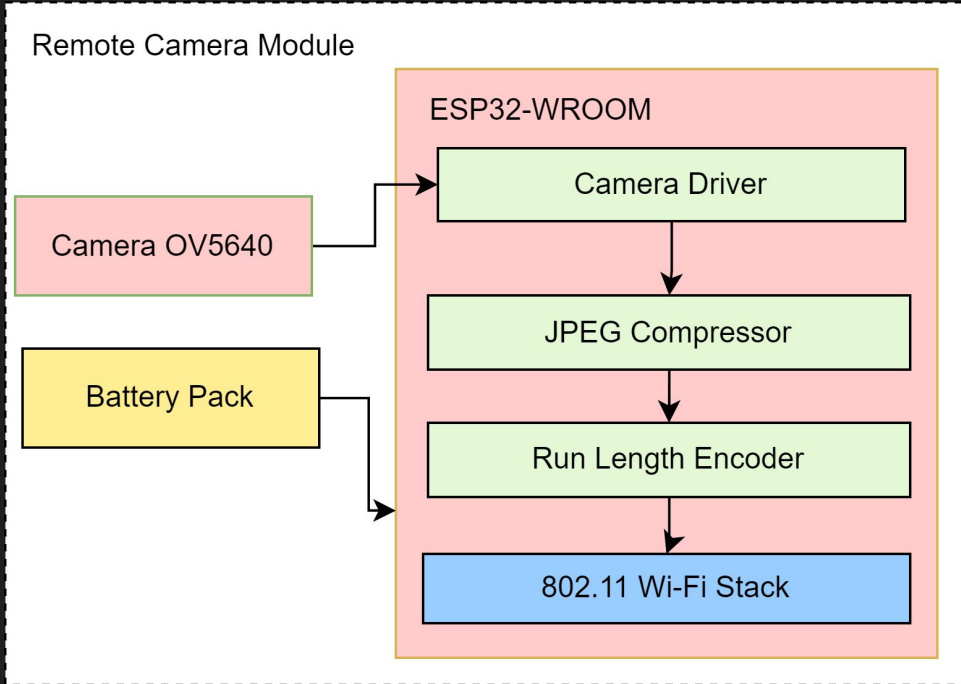 Remote Camera Module
ESP32-WROOM
Camera Driver
Camera OV5640
JPEG Compressor
Battery Pack
Run Length Encoder
802.11 Wi-Fi Stack